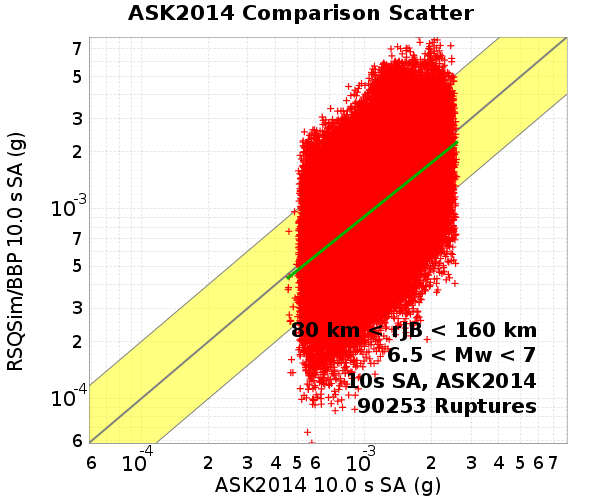 ASK2014 Comparison Scatter
RSQSim/BBP 10.0 s SA (g)
7
5
3
2
10-3
7
5
3
2
10-4
6
80 km < rJB < 160 km
6.5 < Mw < 7
10s SA, ASK2014
90253 Ruptures
6 10-4 2 3 4 5 6 10-3 2 3 4 5 6 7
ASK2014 10.0 s SA (g)